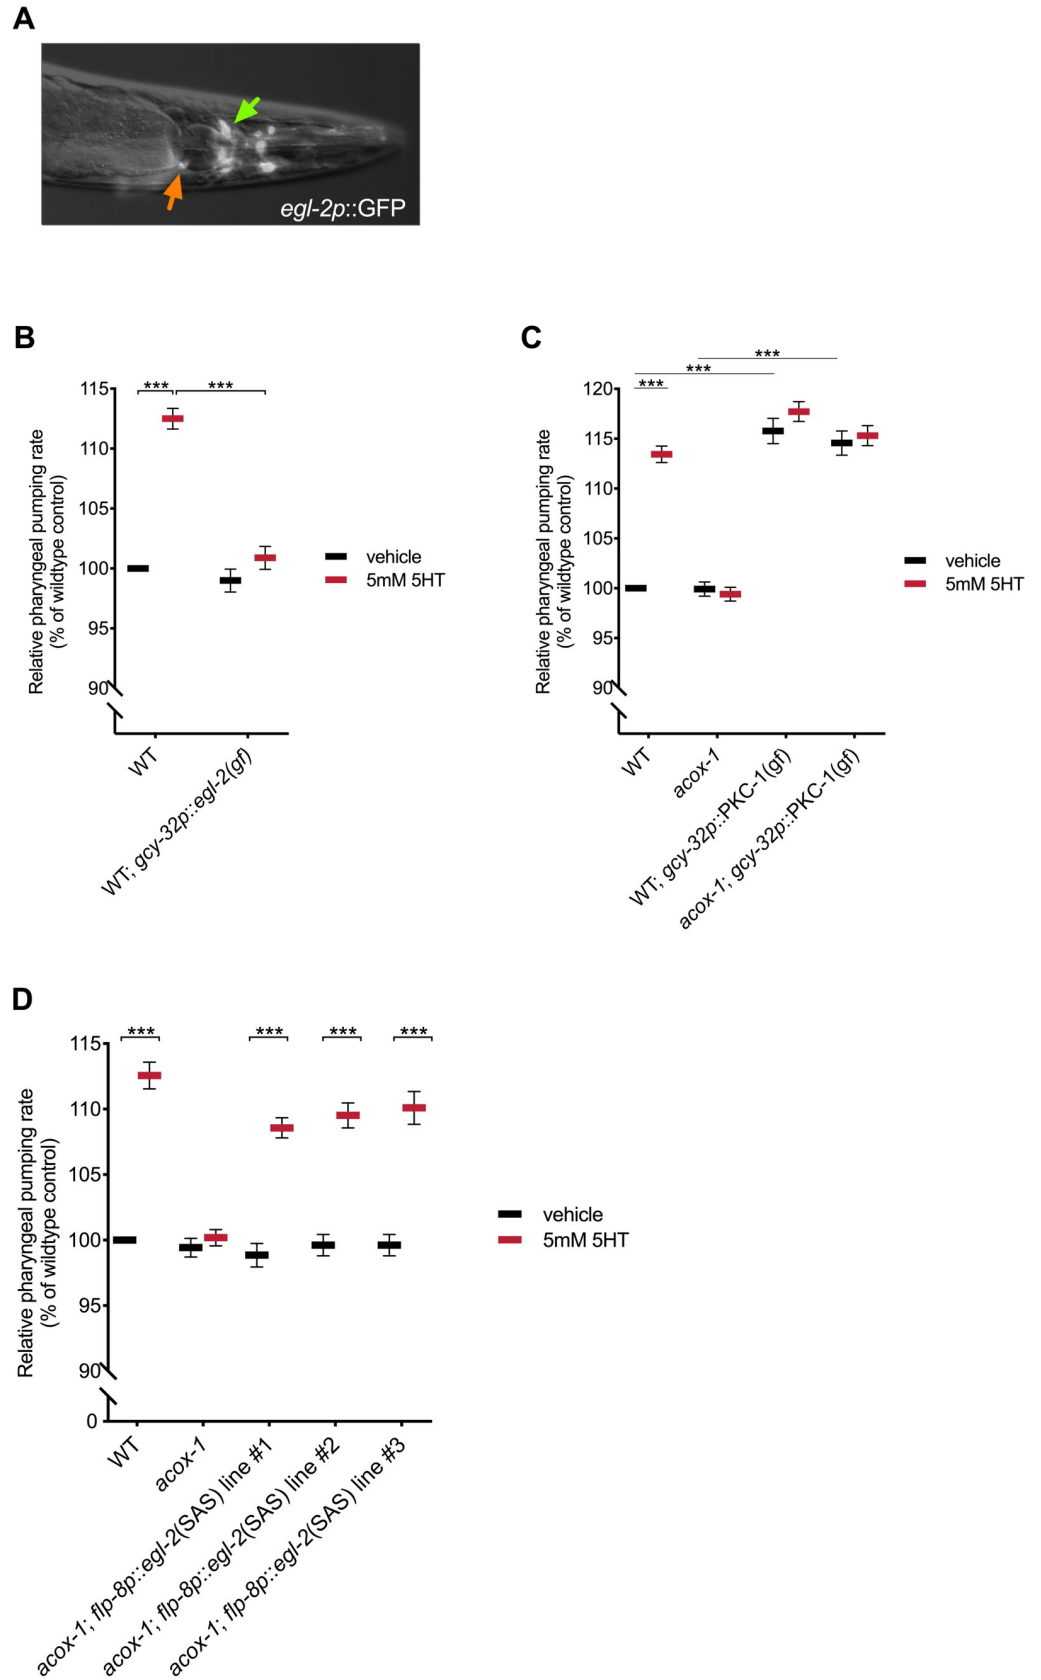 A
egl-2p::GFP
B
Relative pharyngeal pumping rate
(% of wildtype control)
115
110
105
100
95
90
***
***
vehicle
5mM 5HT
WT
WT; gcy-32p::egl-2(gf)
C
Relative pharyngeal pumping rate
(% of wildtype control)
120
115
110
105
100
95
90
***
***
***
vehicle
5mM 5HT
WT
acox-1
WT; gcy-32p::PKC-1(gf)
acox-1; gcy-32p::PKC-1(gf)
D
Relative pharyngeal pumping rate
(% of wildtype control)
115
110
105
100
95
90
0
***
***
***
***
vehicle
5mM 5HT
WT
acox-1
acox-1; flp-8p::egl-2(SAS) line #1
acox-1; flp-8p::egl-2(SAS) line #2
acox-1; flp-8p::egl-2(SAS) line #3